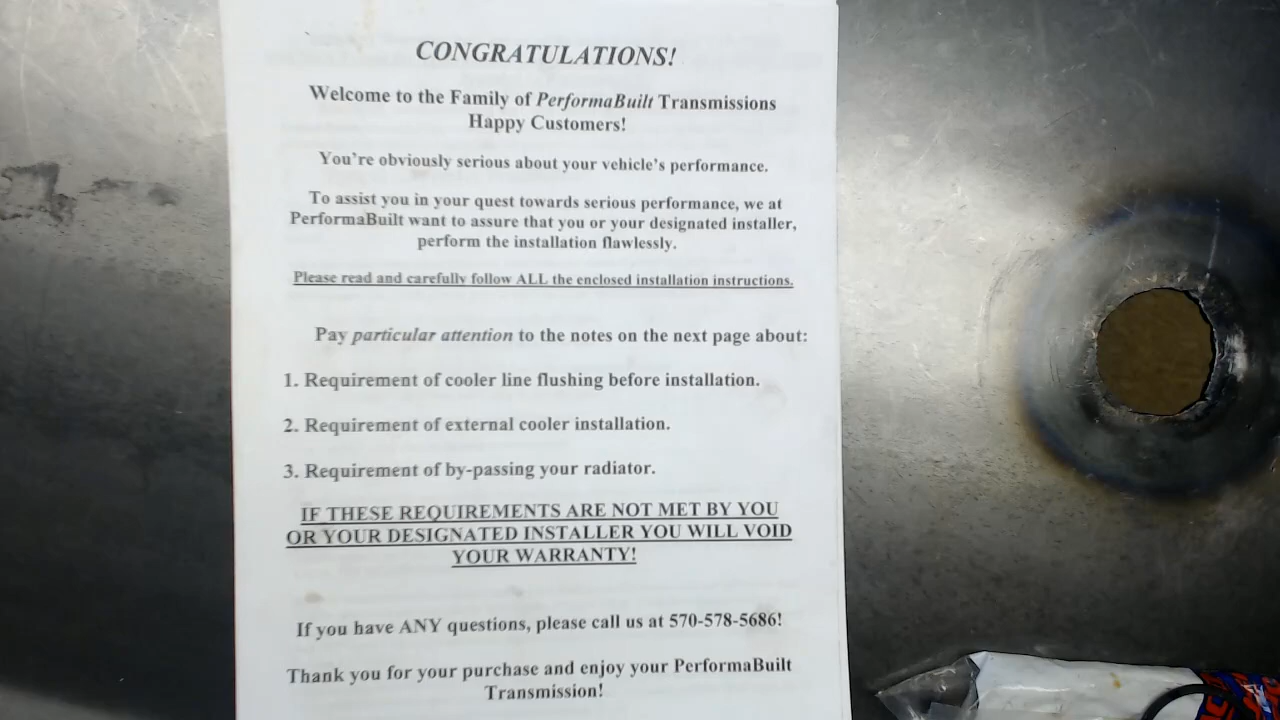 CONGRATULATIONS!
Welcome to the Family of PerformaBuilt Transmissions
Happy Customers!
You're obviously serious about your vehicle's performance.
To assist you in your quest towards serious performance, we at
PerformaBuilt want to assure that you or your designated installer,
perform the installation flawlessly.
Please read and carefully follow ALL the enclosed installation instructions.
Pay particular attention to the notes on the next page about:
1. Requirement of cooler line flushing before installation.
2. Requirement of external cooler installation.
3. Requirement of by-passing your radiator.
IF THESE REQUIREMENTS ARE NOT MET BY YOU
OR YOUR DESIGNATED INSTALLER YOU WILL VOID
YOUR WARRANTY!
If you have ANY questions, please call us at 570-578-5686!
Thank you for your purchase and enjoy your PerformaBuilt
Transmission!